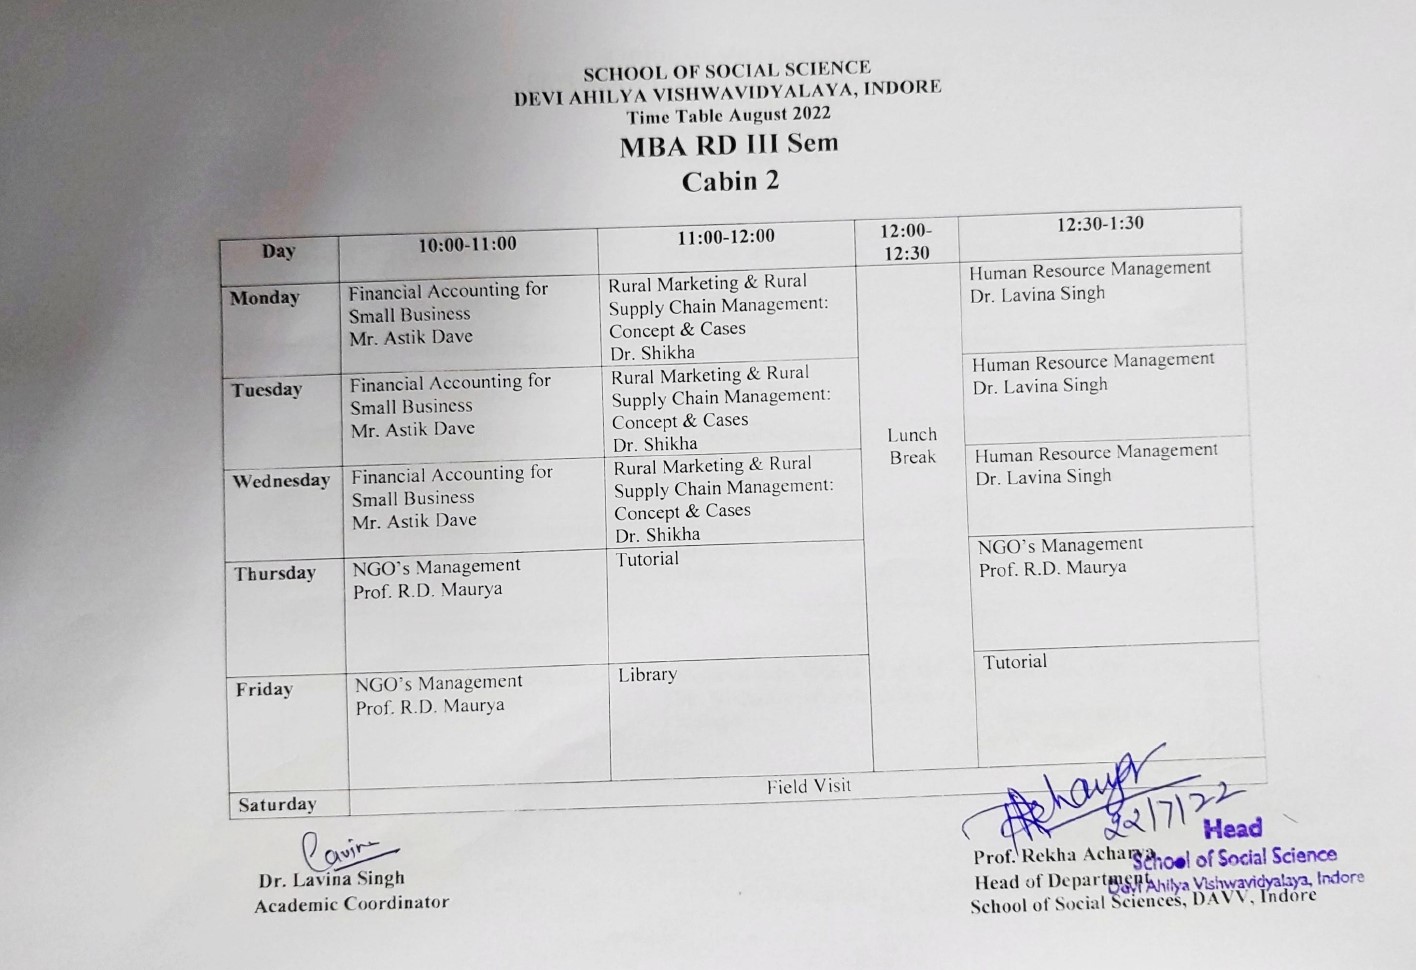 SCHOOL OF SOCIAL SCIENCE
DEVI AHILYA VISHWAVIDYALAYA, INDORE
Time Table August 2022
MBA RD III Sem
Cabin 2
Day
10:00-11:00
11:00-12:00
12:00-
12:30
12:30-1:30
Monday
Financial Accounting for
Small Business
Mr. Astik Dave
Rural Marketing & Rural
Supply Chain Management:
Concept & Cases
Dr. Shikha
Human Resource Management
Dr. Lavina Singh
Tuesday
Financial Accounting for
Small Business
Mr. Astik Dave
Rural Marketing & Rural
Supply Chain Management:
Concept & Cases
Dr. Shikha
Lunch
Break
Human Resource Management
Dr. Lavina Singh
Wednesday
Financial Accounting for
Small Business
Mr. Astik Dave
Rural Marketing & Rural
Supply Chain Management:
Concept & Cases
Dr. Shikha
Human Resource Management
Dr. Lavina Singh
Thursday
NGO's Management
Prof. R.D. Maurya
Tutorial
NGO's Management
Prof. R.D. Maurya
Friday
NGO's Management
Prof. R.D. Maurya
Library
Tutorial
Saturday
Field Visit
Lavina
Dr. Lavina Singh
Academic Coordinator
RAcharya
22/7/22
Head
School of Social Science
Devi Ahilya Vishwavidyalaya, Indore
Prof. Rekha Acharya
Head of Department
School of Social Sciences, DAVV, Indore